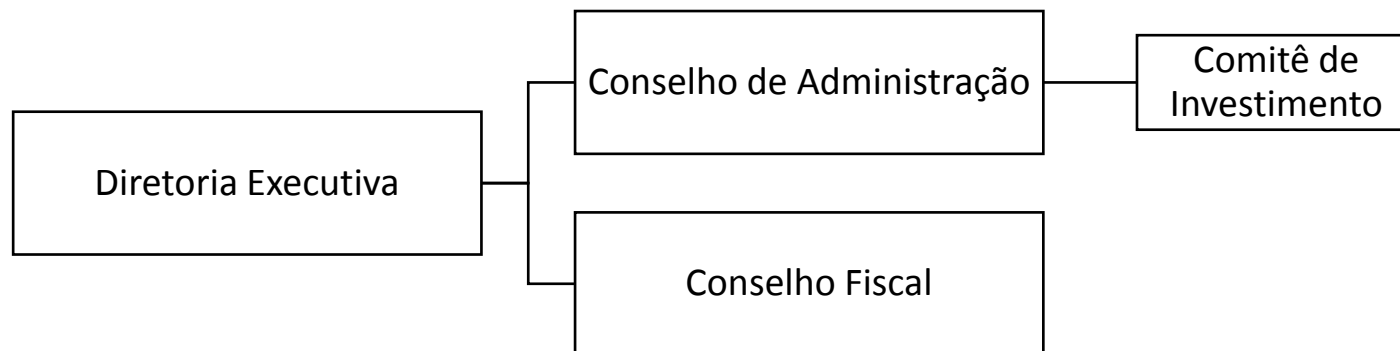 Diretoria Executiva
Conselho de Administração
Comitê de
Investimento
Conselho Fiscal